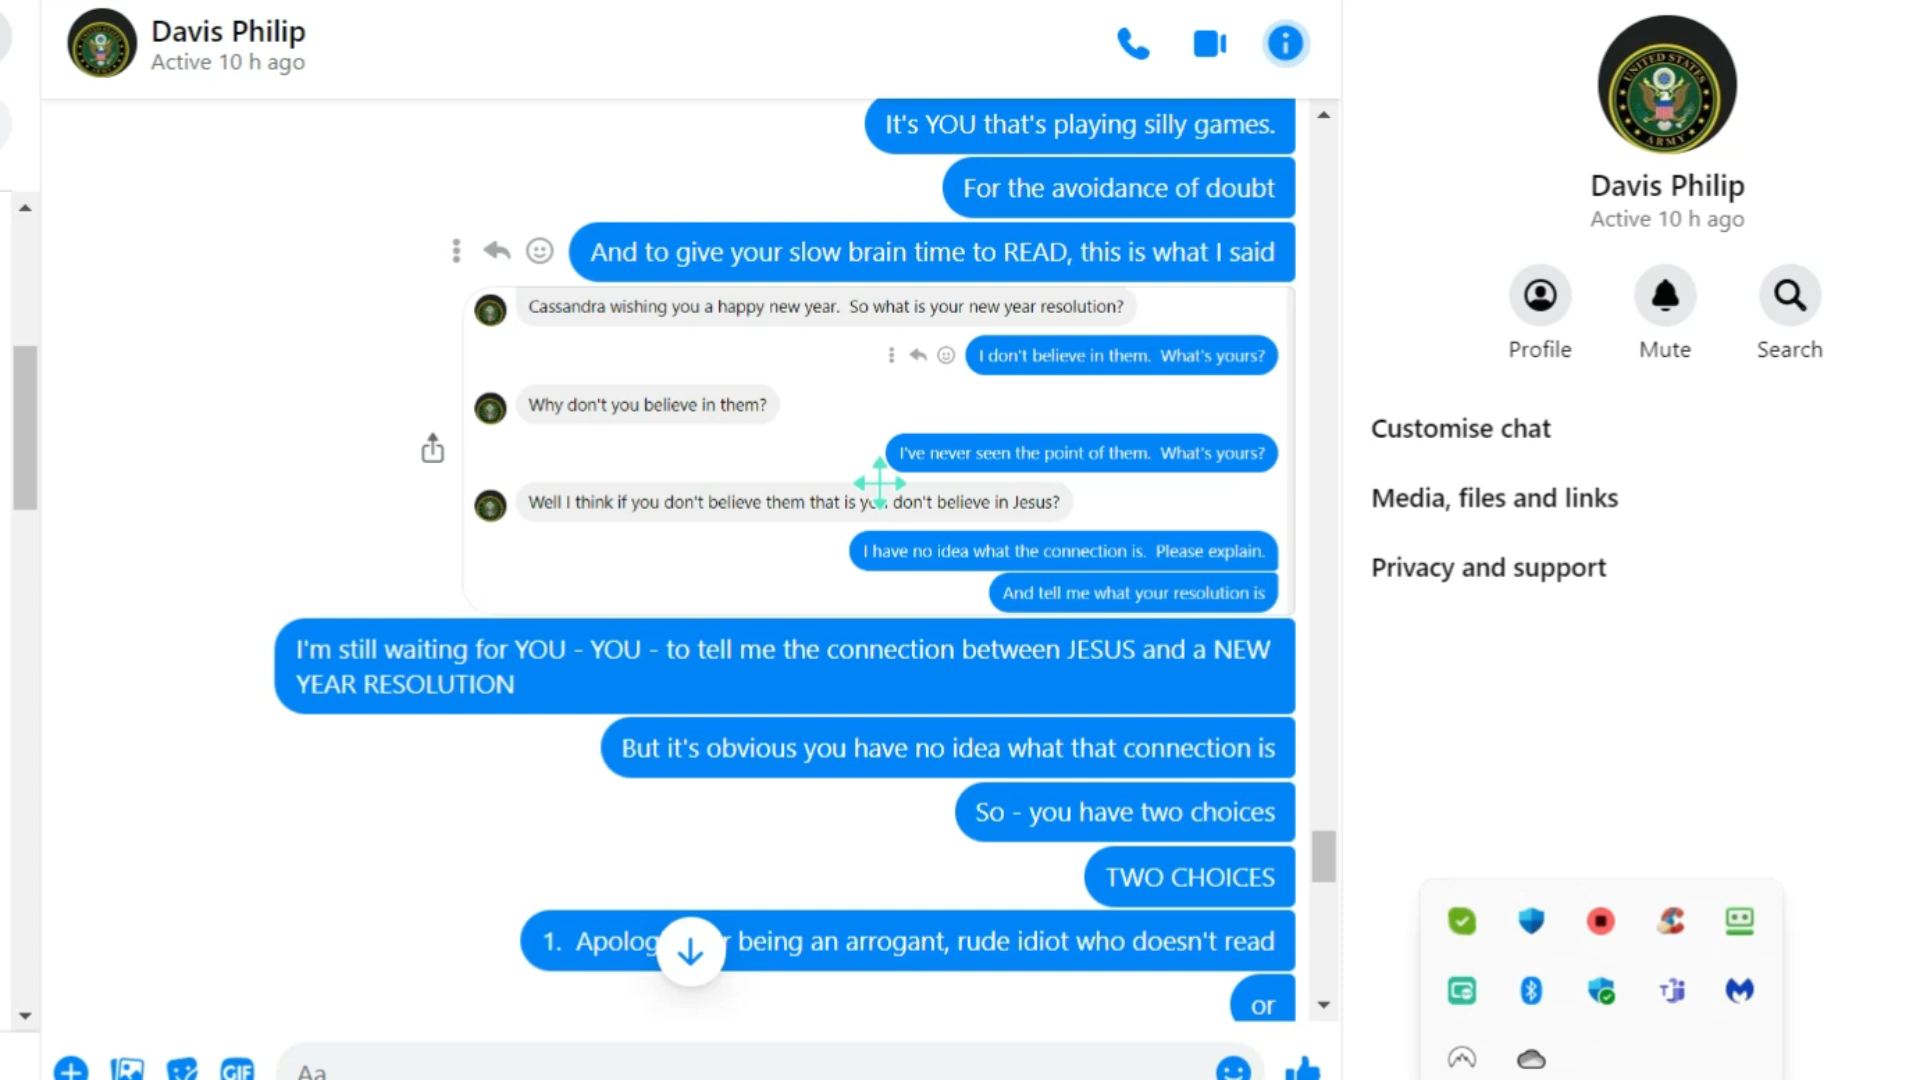 Davis Philip
Active 10 h ago
It's YOU that's playing silly games.
For the avoidance of doubt
And to give your slow brain time to READ, this is what I said
Cassandra wishing you a happy new year. So what is your new year resolution?
I don't believe in them. What's yours?
Why don't you believe in them?
I've never seen the point of them. What's yours?
Well I think if you don't believe them that is don't believe in Jesus?
I have no idea what the connection is. Please explain.
And tell me what your resolution is
I'm still waiting for YOU - YOU - to tell me the connection between JESUS and a NEW
YEAR RESOLUTION
But it's obvious you have no idea what that connection is
So - you have two choices
TWO CHOICES
1. being an arrogant, rude idiot who doesn't read
or
GIF
Aa
UNITED STATES
ARMY
Davis Philip
Active 10 h ago
Profile
Mute
Search
Customise chat
Media, files and links
Privacy and support